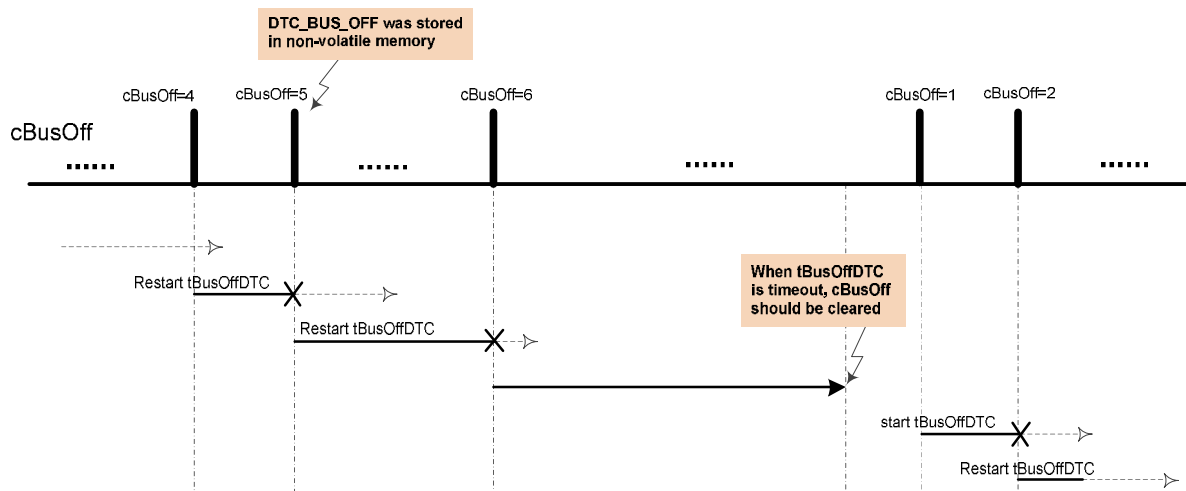 DTC_BUS_OFF was stored
in non-volatile memory
cBusOff=4
cBusOff=5
cBusOff=6
cBusOff=1
cBusOff=2
cBusOff
......
......
......
......
Restart tBusOffDTC
Restart tBusOffDTC
When tBusOffDTC
is timeout, cBusOff
should be cleared
start tBusOffDTC
Restart tBusOffDTC